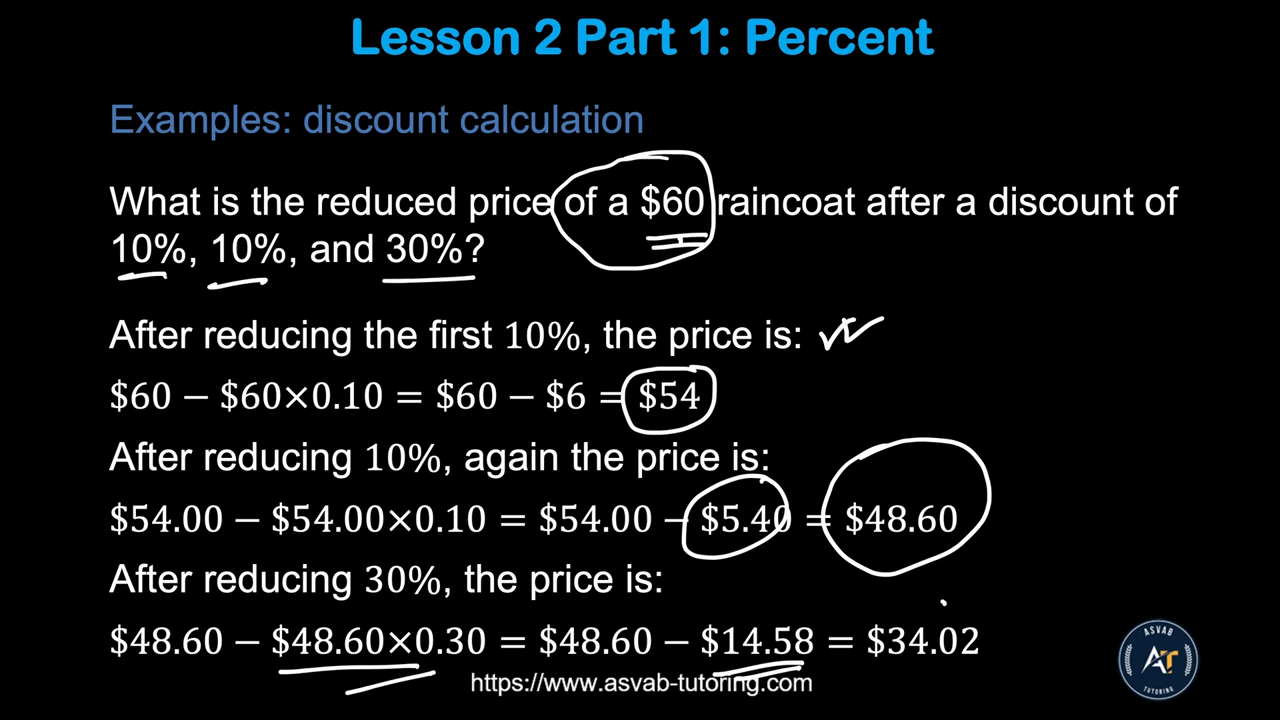 Lesson 2 Part 1: Percent
Examples: discount calculation
What is the reduced price of a $60 raincoat after a discount of
10%, 10%, and 30%?
After reducing the first 10%, the price is:
$60 − $60×0.10 = $60 − $6 = $54
After reducing 10%, again the price is:
$54.00 − $54.00×0.10 = $54.00 − $5.40 = $48.60
After reducing 30%, the price is:
$48.60 − $48.60×0.30 = $48.60 − $14.58 = $34.02
https://www.asvab-tutoring.com
ASVAB
AT
TUTORING